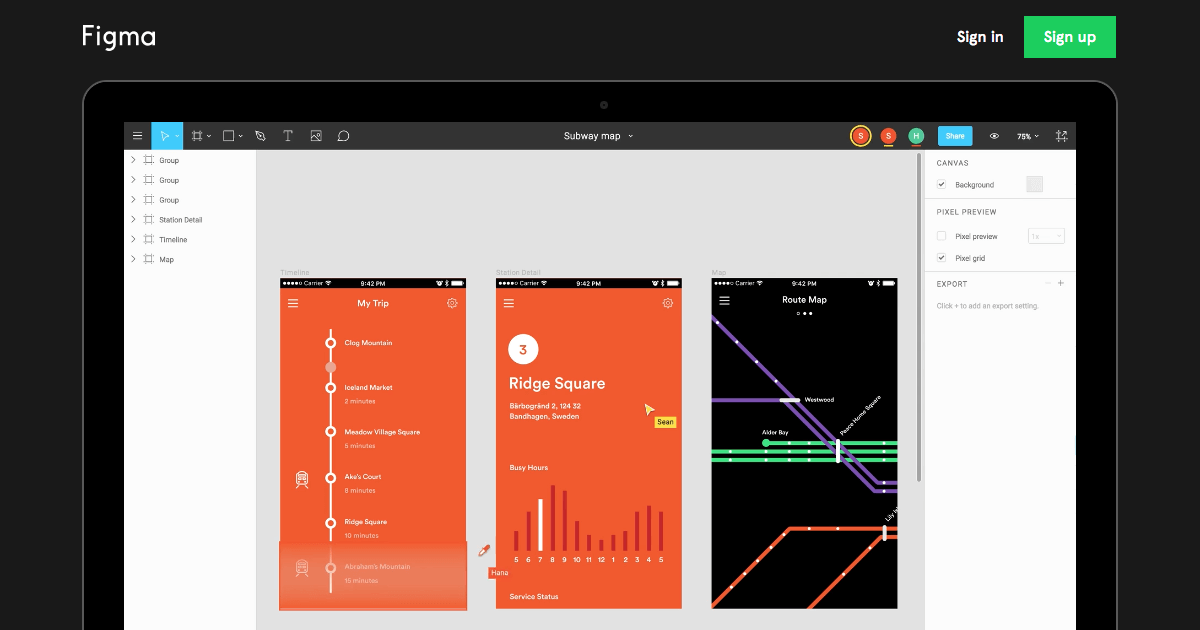 Figma
Sign in
Sign up
Subway map
S
S
H
Share
75%
Group
Group
Group
Station Detail
Timeline
Map
CANVAS
Background
PIXEL PREVIEW
Pixel preview
1x
Pixel grid
EXPORT
Click + to add an export setting.
Timeline
Carrier
9:42 PM
My Trip
Clog Mountain
Iceland Market
2 minutes
Meadow Village Square
5 minutes
Ake's Court
8 minutes
Ridge Square
10 minutes
Abraham's Mountain
15 minutes
Hana
Station Detail
Carrier
9:42 PM
3
Ridge Square
Bärbogränd 2, 124 32
Bandhagen, Sweden
Sean
Busy Hours
5 6 7 8 9 10 11 12 1 2 3 4 5
Service Status
Map
Carrier
9:42 PM
Route Map
Westwood
Peace Home Square
Alder Bay